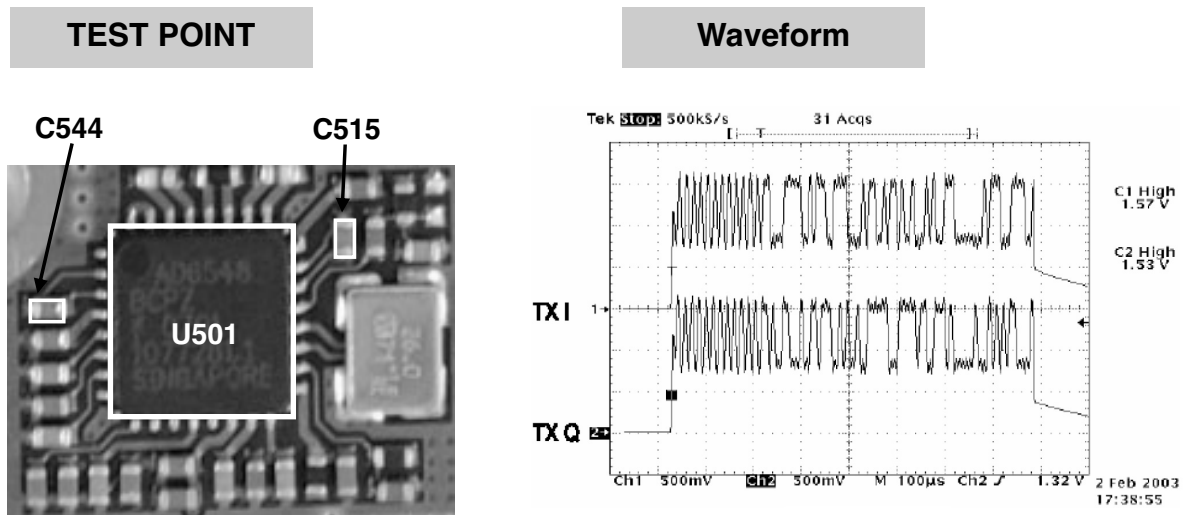 TEST POINT
Waveform
C544
C515
AD6548
BCPZ
U501
SINGAPORE
26.0
Tek Stop: 500kS/s 31 Acqs
C1 High
1.57 V
C2 High
1.53 V
TX I 1
TX Q 2
Ch1 500mV Ch2 500mV M 100µs Ch2 1.32 V
2 Feb 2003
17:38:55